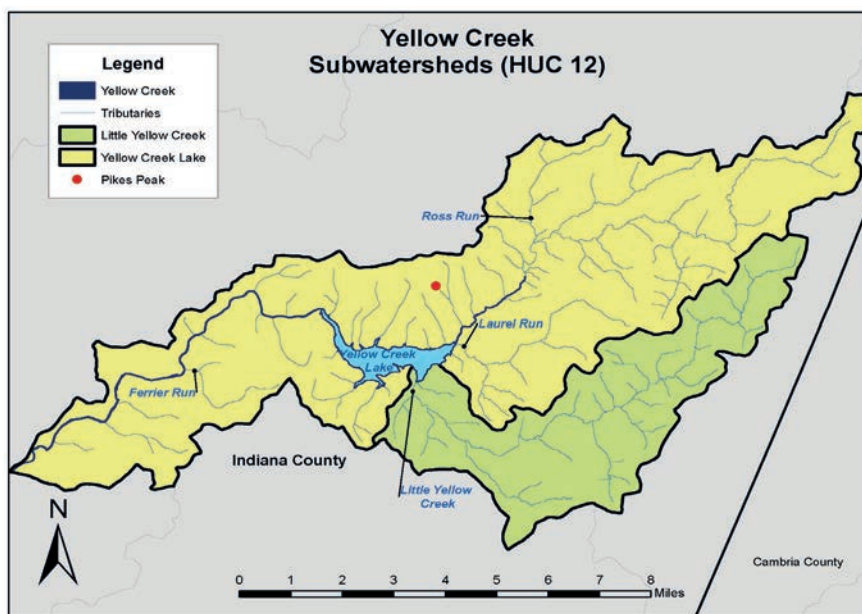 Yellow Creek
Subwatersheds (HUC 12)
Legend
Yellow Creek
Tributaries
Little Yellow Creek
Yellow Creek Lake
Pikes Peak
Ross Run
Laurel Run
Yellow Creek
Lake
Ferrier Run
Indiana County
Little Yellow
Creek
N
Cambria County
0 1 2 3 4 5 6 7 8
Miles